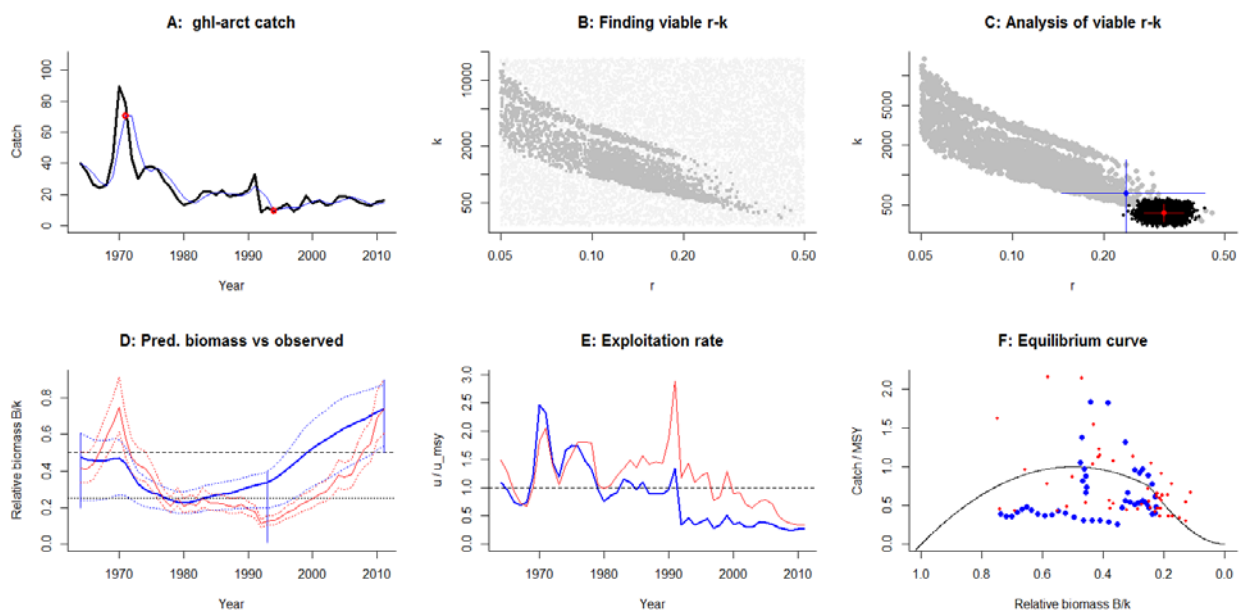 A:  ghl-arct catch
B: Finding viable r-k
C: Analysis of viable r-k
Catch
0 20 40 60 80 100
1970 1980 1990 2000 2010
Year
k
500 2000 10000
0.05 0.10 0.20 0.50
r
k
500 5000
0.05 0.10 0.20 0.50
r
D: Pred. biomass vs observed
E: Exploitation rate
F: Equilibrium curve
Relative biomass B/k
0.0 0.2 0.4 0.6 0.8
1970 1980 1990 2000 2010
Year
u / u_msy
0.0 0.5 1.0 1.5 2.0 2.5 3.0
1970 1980 1990 2000 2010
Year
Catch / MSY
0.0 0.5 1.0 1.5 2.0
1.0 0.8 0.6 0.4 0.2 0.0
Relative biomass B/k